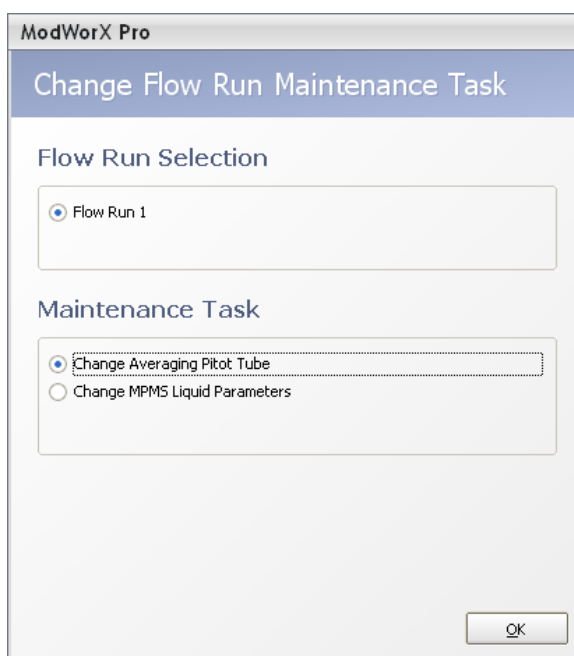 ModWorX Pro
Change Flow Run Maintenance Task
Flow Run Selection
Flow Run 1
Maintenance Task
Change Averaging Pitot Tube
Change MPMS Liquid Parameters
OK